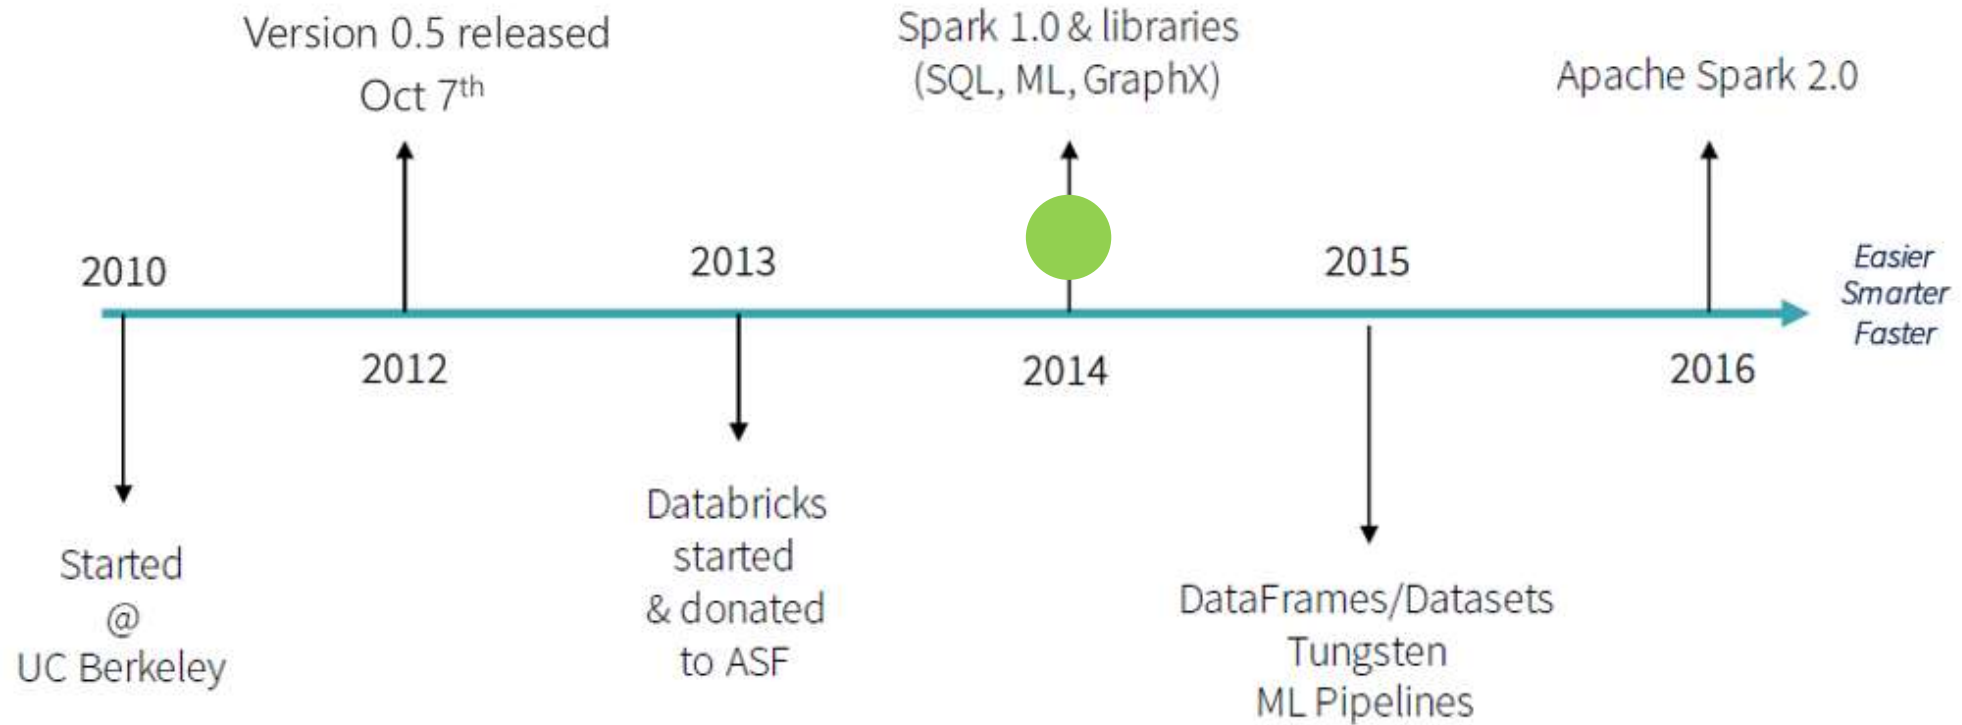 Version 0.5 released
Oct 7th
Spark 1.0 & libraries
(SQL, ML, GraphX)
Apache Spark 2.0
2010
2013
2015
Easier
Smarter
Faster
2012
2014
2016
Started
@
UC Berkeley
Databricks
started
& donated
to ASF
DataFrames/Datasets
Tungsten
ML Pipelines